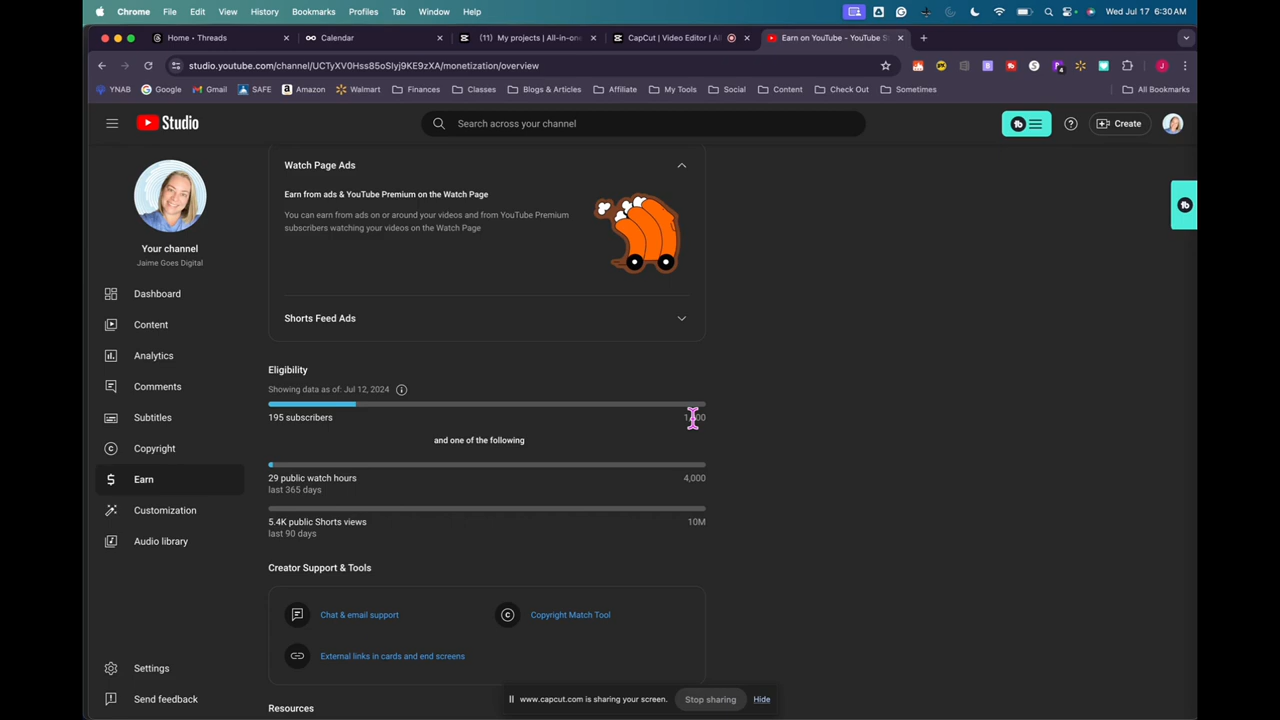 Chrome File Edit View History Bookmarks Profiles Tab Window Help Wed Jul 17 6:30 AM
Home - Threads Calendar (11) My projects | All-in-one CapCut | Video Editor | All Earn on YouTube - YouTube S
studio.youtube.com/channel/UCTyXV0Hss85oSlyj9KE9zXA/monetization/overview
YNAB Google Gmail SAFE Amazon Walmart Finances Classes Blogs & Articles Affiliate My Tools Social Content Check Out Sometimes All Bookmarks
Studio Search across your channel Create
Your channel
Jaime Goes Digital
Dashboard
Content
Analytics
Comments
Subtitles
Copyright
Earn
Customization
Audio library
Settings
Send feedback
Watch Page Ads
Earn from ads & YouTube Premium on the Watch Page
You can earn from ads on or around your videos and from YouTube Premium
subscribers watching your videos on the Watch Page
Shorts Feed Ads
Eligibility
Showing data as of: Jul 12, 2024
195 subscribers
and one of the following
29 public watch hours 4,000
last 365 days
5.4K public Shorts views 10M
last 90 days
Creator Support & Tools
Chat & email support Copyright Match Tool
External links in cards and end screens
Resources
www.capcut.com is sharing your screen. Stop sharing Hide